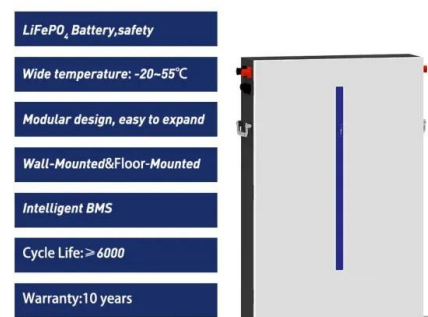 LiFePO₄ Battery,safety
Wide temperature: -20~55℃
Modular design, easy to expand
Wall-Mounted&Floor-Mounted
Intelligent BMS
Cycle Life:≥6000
Warranty:10 years